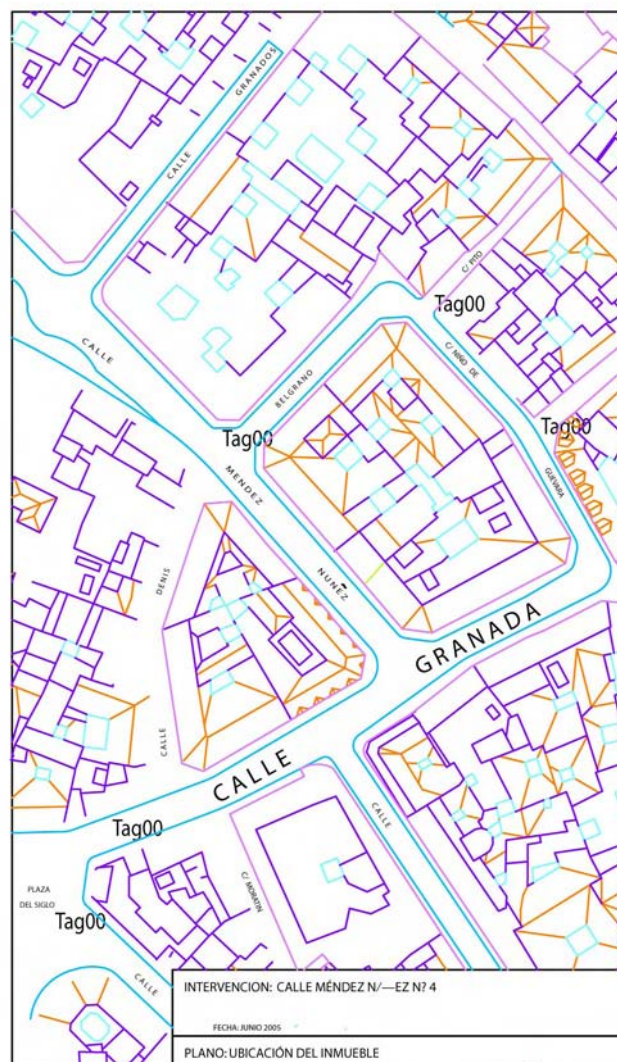 CALLE GRANADOS
C/ PITO
Tag00
CALLE
BELGRANO
C/ NIÑO DE
Tag00
Tag00
MENDEZ
GUEVARA
DENIS
NUÑEZ
GRANADA
CALLE
CALLE
CALLE
Tag00
C/ MORATIN
PLAZA
DEL SIGLO
Tag00
CALLE
INTERVENCION: CALLE MÉNDEZ N/—EZ N? 4
FECHA: JUNIO 2005
PLANO: UBICACIÓN DEL INMUEBLE